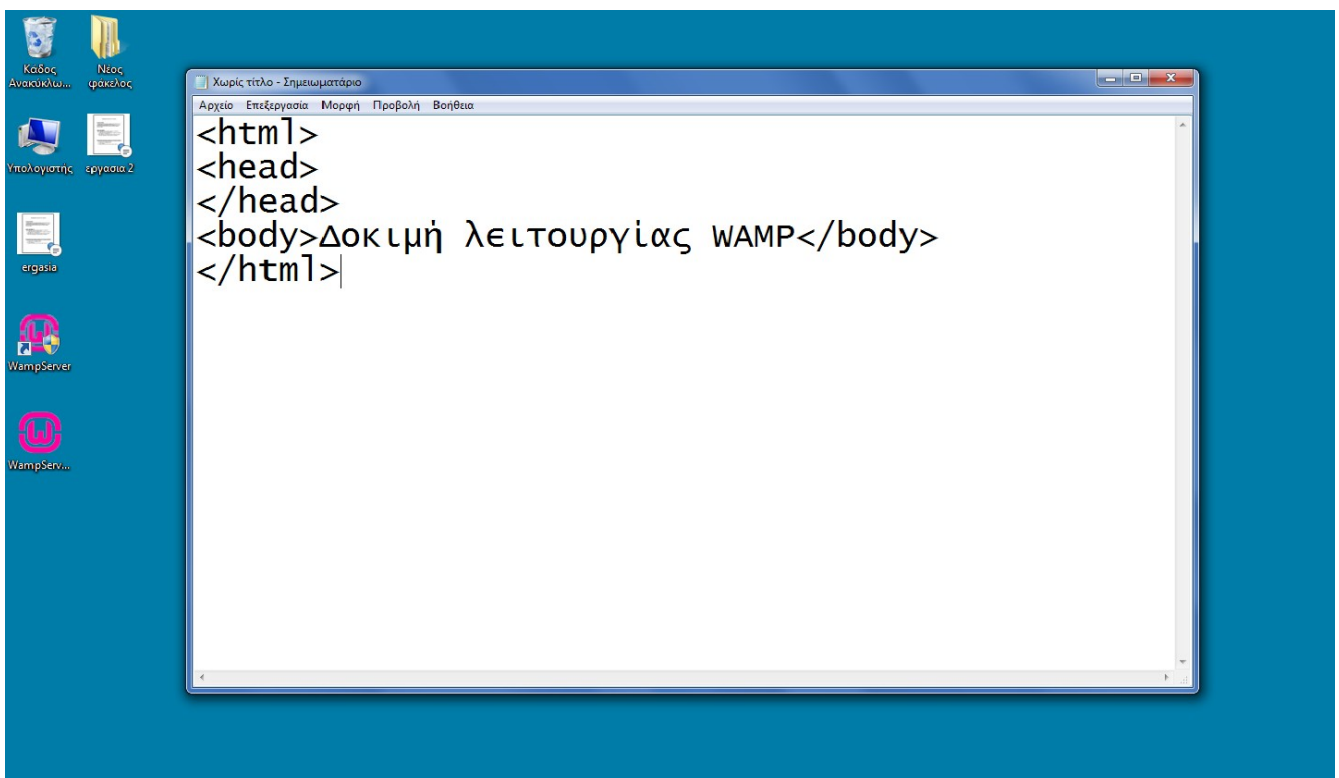 Κάδος
Ανακύκλω...
Νέος
φάκελος
Υπολογιστής
εργασια 2
ergasia
WampServer
WampServ...
Χωρίς τίτλο - Σημειωματάριο
Αρχείο Επεξεργασία Μορφή Προβολή Βοήθεια
<html>
<head>
</head>
<body>Δοκιμή λειτουργίας WAMP</body>
</html>